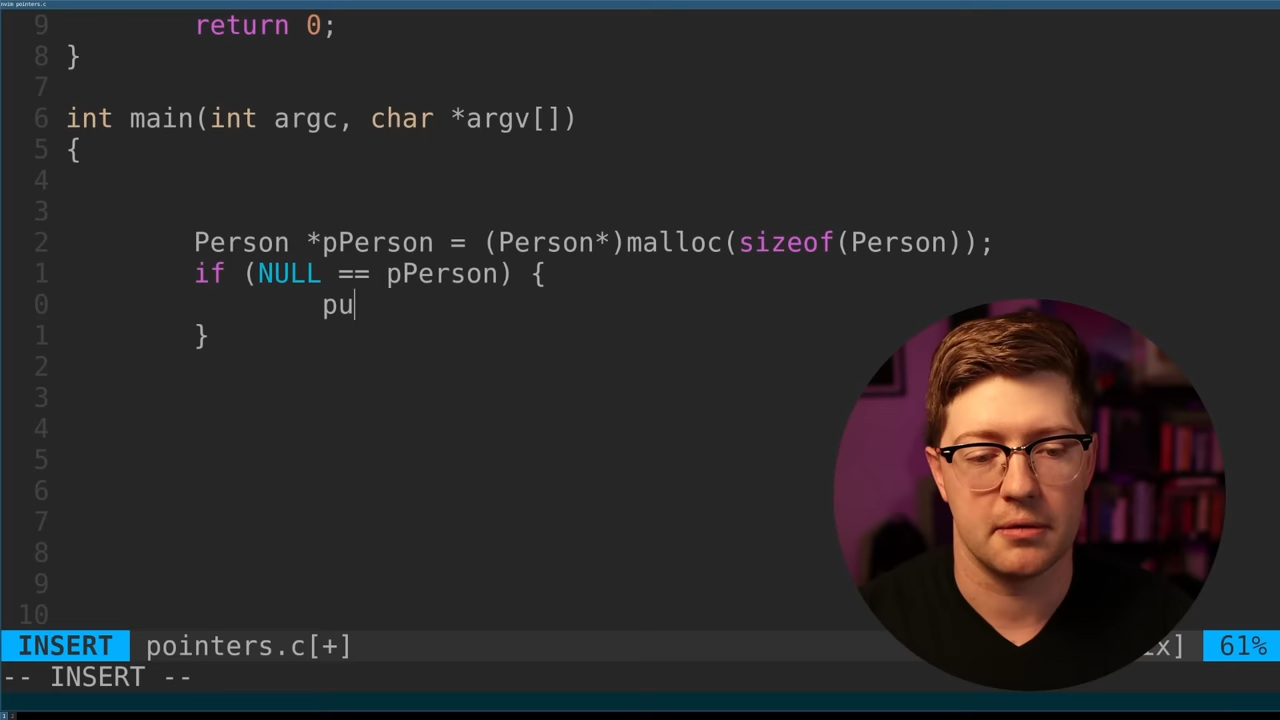 nvim pointers.c
9 return 0;
8 }
7
6 int main(int argc, char *argv[])
5 {
4
3
2 Person *pPerson = (Person*)malloc(sizeof(Person));
1 if (NULL == pPerson) {
0 pu
1 }
2
3
4
5
6
7
8
9
10
INSERT pointers.c[+] x] 61%
-- INSERT --
1 2